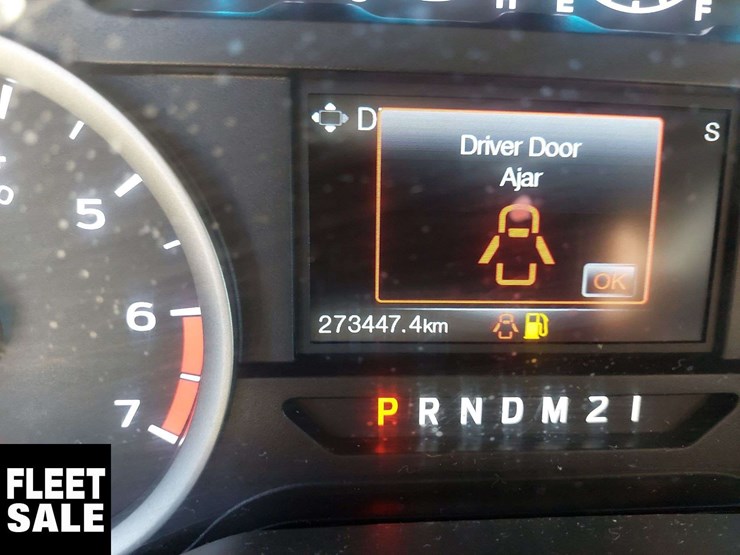 H E F
D
S
Driver Door
Ajar
OK
5
6
7
273447.4km
P R N D M 2 1
FLEET
SALE